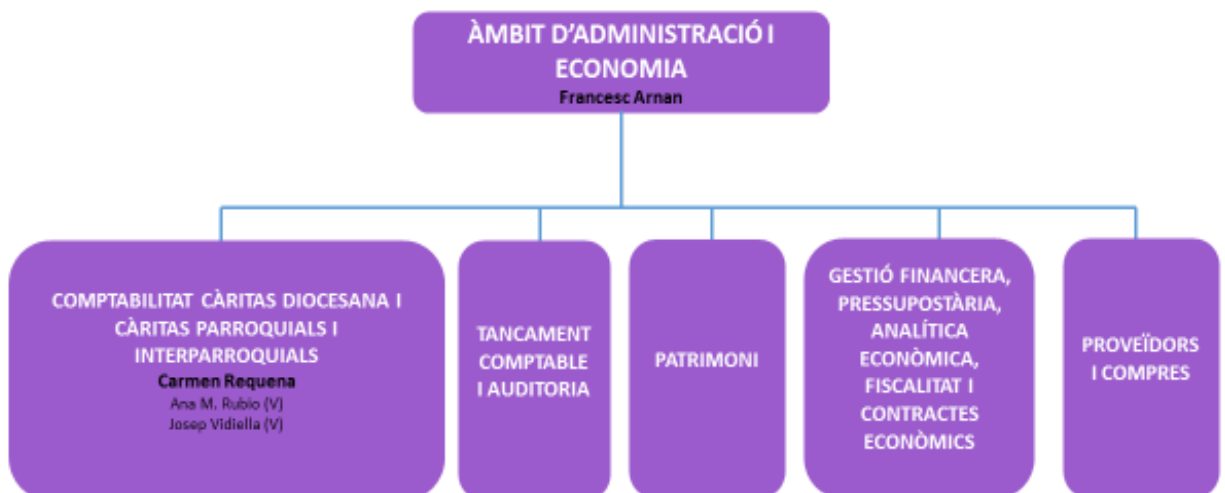 ÀMBIT D'ADMINISTRACIÓ I
ECONOMIA
Francesc Arnan
COMPTABILITAT CÀRITAS DIOCESANA I
CÀRITAS PARROQUIALS I
INTERPARROQUIALS
Carmen Requena
Ana M. Rubio (V)
Josep Vidiella (V)
TANCAMENT
COMPTABLE
I AUDITORIA
PATRIMONI
GESTIÓ FINANCERA,
PRESSUPOSTÀRIA,
ANALÍTICA
ECONÒMICA,
FISCALITAT I
CONTRACTES
ECONÒMICS
PROVEÏDORS
I COMPRES